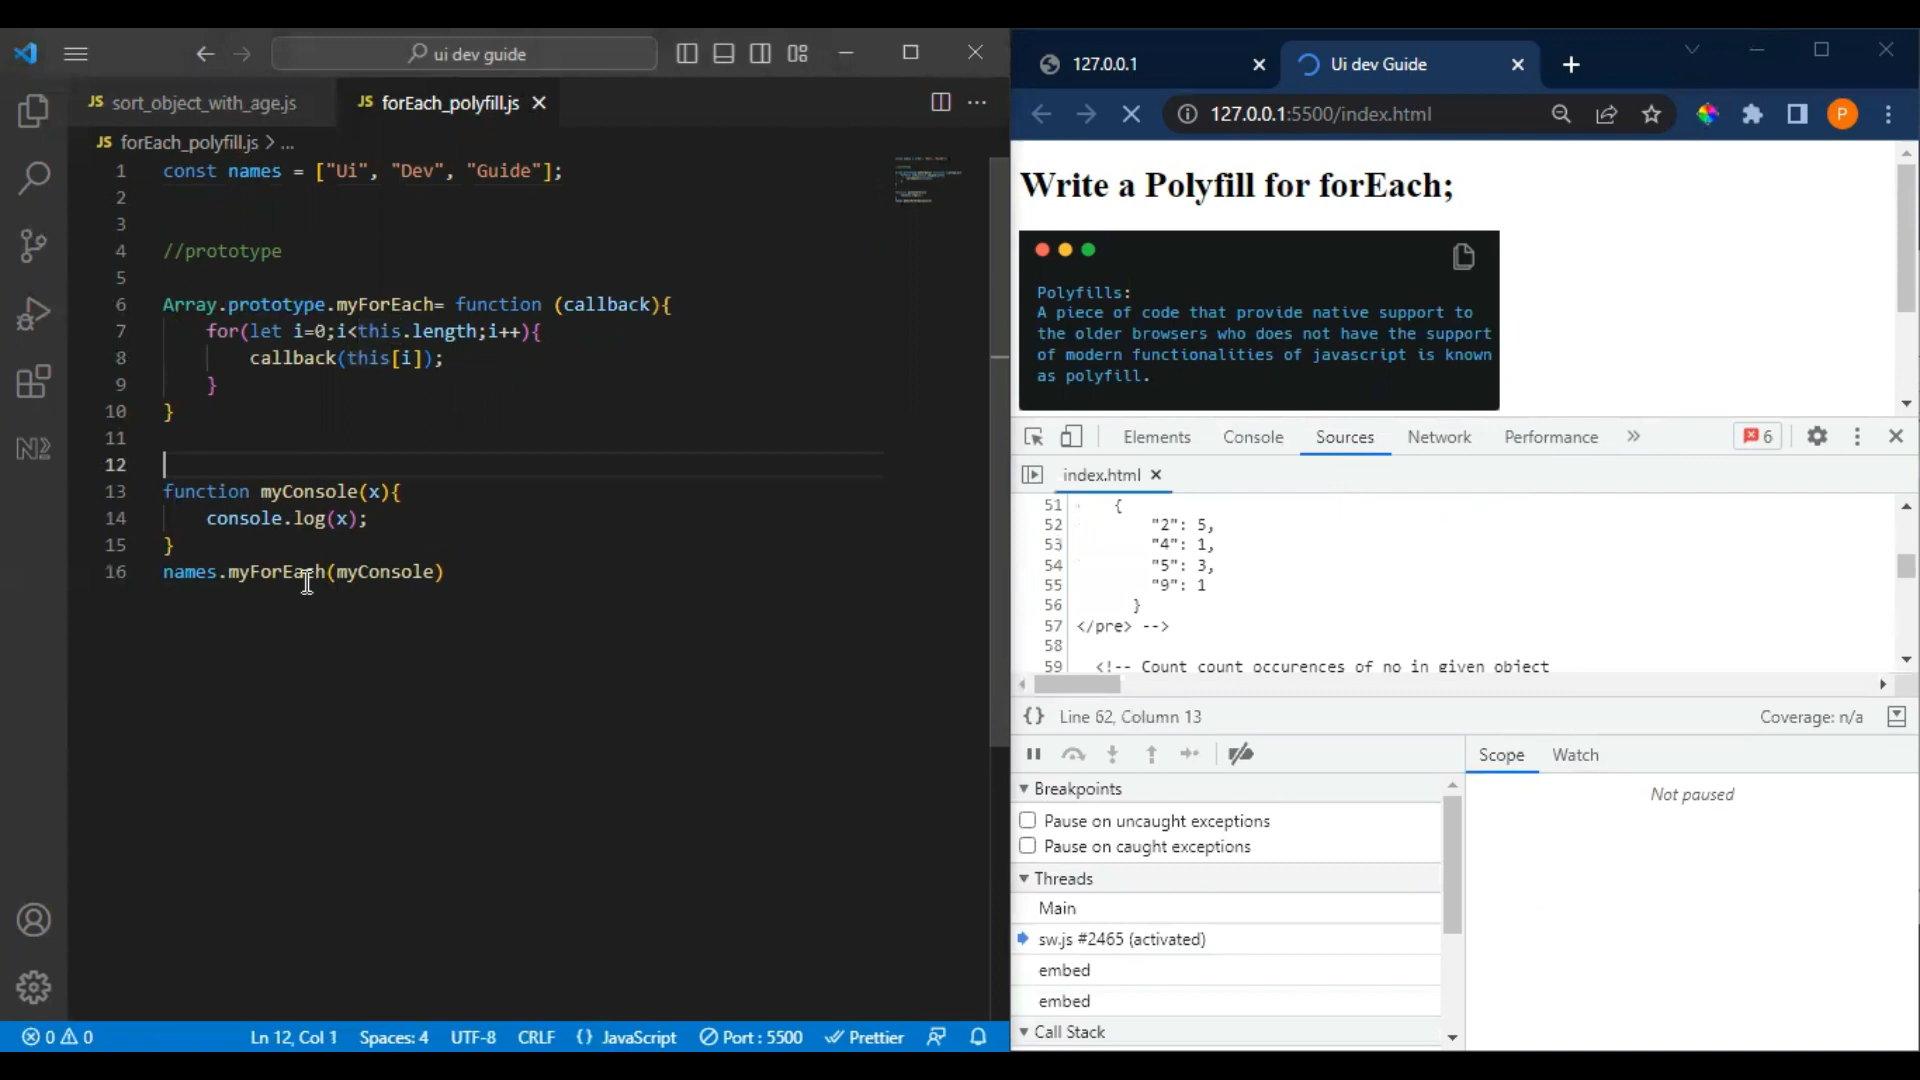 ui dev guide
sort_object_with_age.js
forEach_polyfill.js
forEach_polyfill.js > ...
1 const names = ["Ui", "Dev", "Guide"];
2
3
4 //prototype
5
6 Array.prototype.myForEach= function (callback){
7 for(let i=0;i<this.length;i++){
8 callback(this[i]);
9 }
10 }
11
12
13 function myConsole(x){
14 console.log(x);
15 }
16 names.myForEach(myConsole)
0 0 Ln 12, Col 1 Spaces: 4 UTF-8 CRLF {} JavaScript Port : 5500 Prettier
127.0.0.1
Ui dev Guide
127.0.0.1:5500/index.html
P
Write a Polyfill for forEach;
Polyfills:
A piece of code that provide native support to
the older browsers who does not have the support
of modern functionalities of javascript is known
as polyfill.
Elements Console Sources Network Performance » 6
index.html
51 {
52 "2": 5,
53 "4": 1,
54 "5": 3,
55 "9": 1
56 }
57 </pre> -->
58
59 <!-- Count count occurences of no in given object
{} Line 62, Column 13 Coverage: n/a
Breakpoints
Pause on uncaught exceptions
Pause on caught exceptions
Threads
Main
sw.js #2465 (activated)
embed
embed
Call Stack
Scope Watch
Not paused